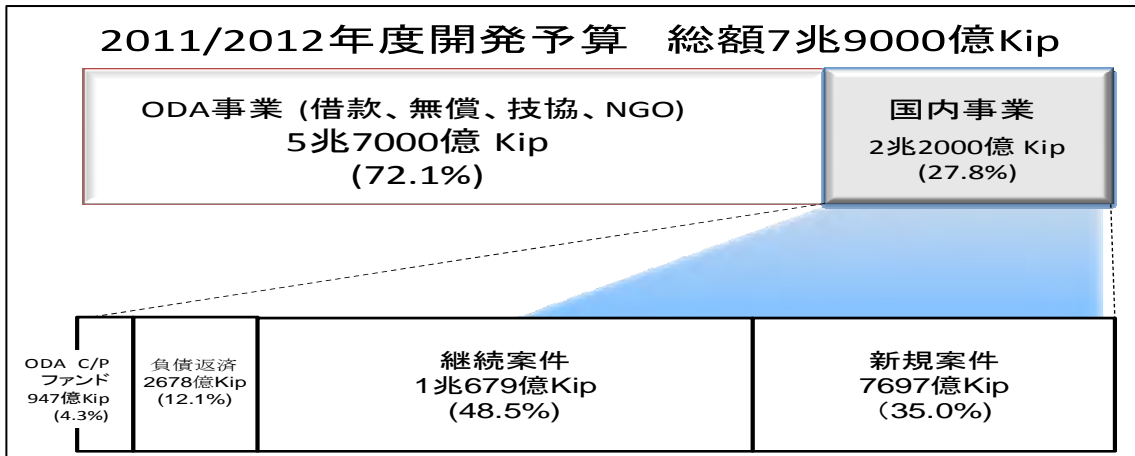 2011/2012年度開発予算　総額7兆9000億Kip
ODA事業 (借款、無償、技協、NGO)
5兆7000億 Kip
(72.1%)
国内事業
2兆2000億 Kip
(27.8%)
ODA C/P
ファンド
947億Kip
(4.3%)
負債返済
2678億Kip
(12.1%)
継続案件
1兆679億Kip
(48.5%)
新規案件
7697億Kip
（35.0%）